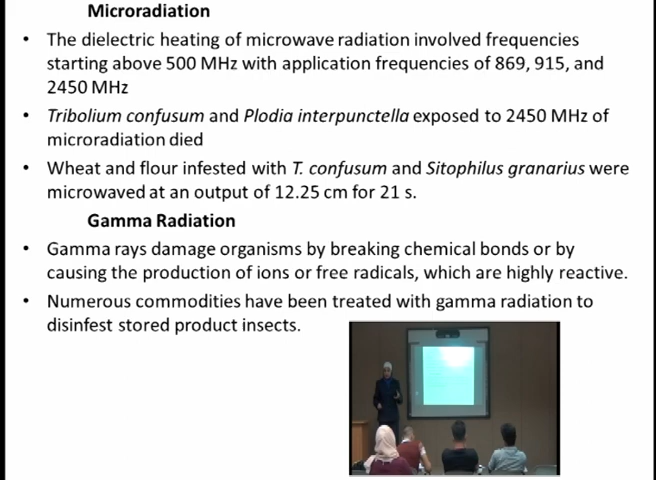 Microradiation
• The dielectric heating of microwave radiation involved frequencies
starting above 500 MHz with application frequencies of 869, 915, and
2450 MHz
• Tribolium confusum and Plodia interpunctella exposed to 2450 MHz of
microradiation died
• Wheat and flour infested with T. confusum and Sitophilus granarius were
microwaved at an output of 12.25 cm for 21 s.
Gamma Radiation
• Gamma rays damage organisms by breaking chemical bonds or by
causing the production of ions or free radicals, which are highly reactive.
• Numerous commodities have been treated with gamma radiation to
disinfest stored product insects.